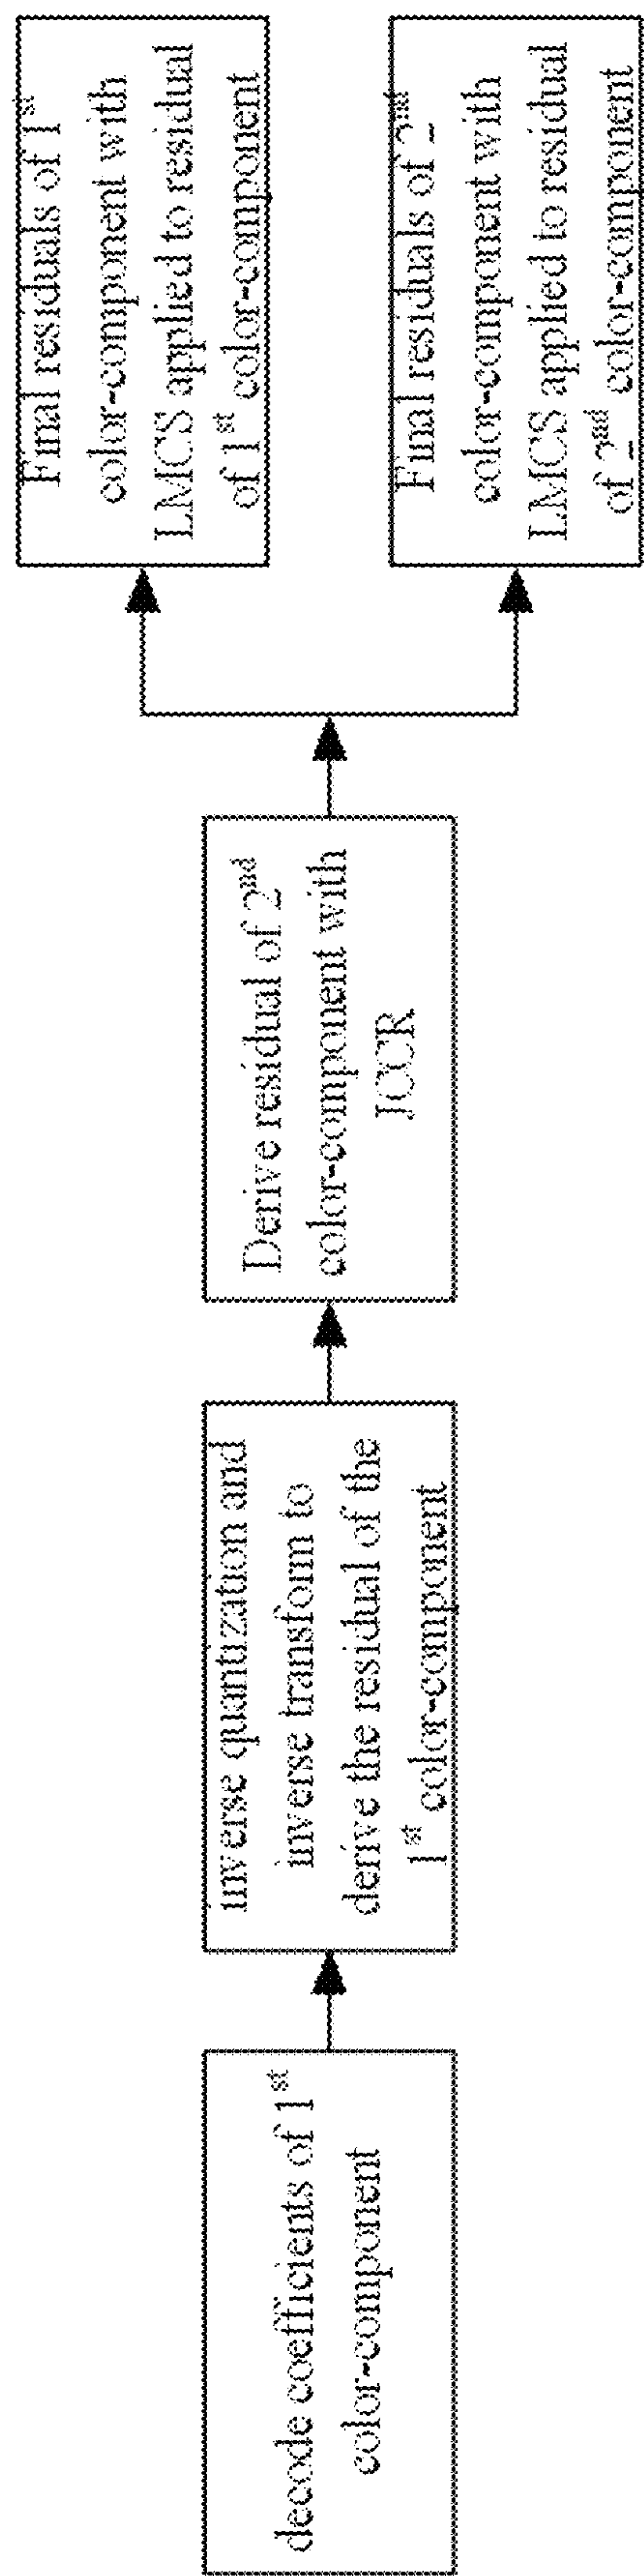 decode coefficients of 1st
color-component
inverse quantization and
inverse transform to
derive the residual of the
1st color-component
Derive residual of 2nd
color-component with
JCCR
Final residuals of 1st
color-component with
LMCS applied to residual
of 1st color-component
Final residuals of 2nd
color-component with
LMCS applied to residual
of 2nd color-component